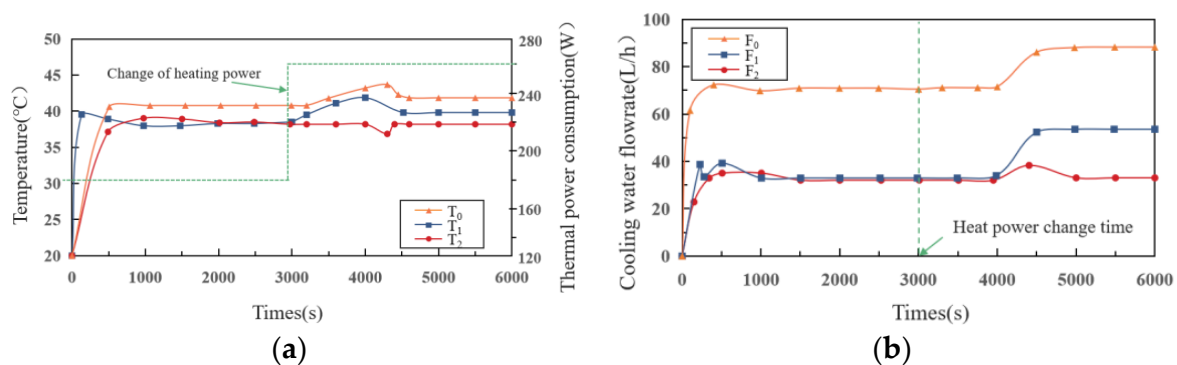 50
45
40
35
30
25
20
Temperature(℃)
Change of heating power
T0
T1
T2
280
240
200
160
120
Thermal power consumption(W)
0 1000 2000 3000 4000 5000 6000
Times(s)
(a)
100
80
60
40
20
0
Cooling water flowrate(L/h)
F0
F1
F2
Heat power change time
0 1000 2000 3000 4000 5000 6000
Times(s)
(b)